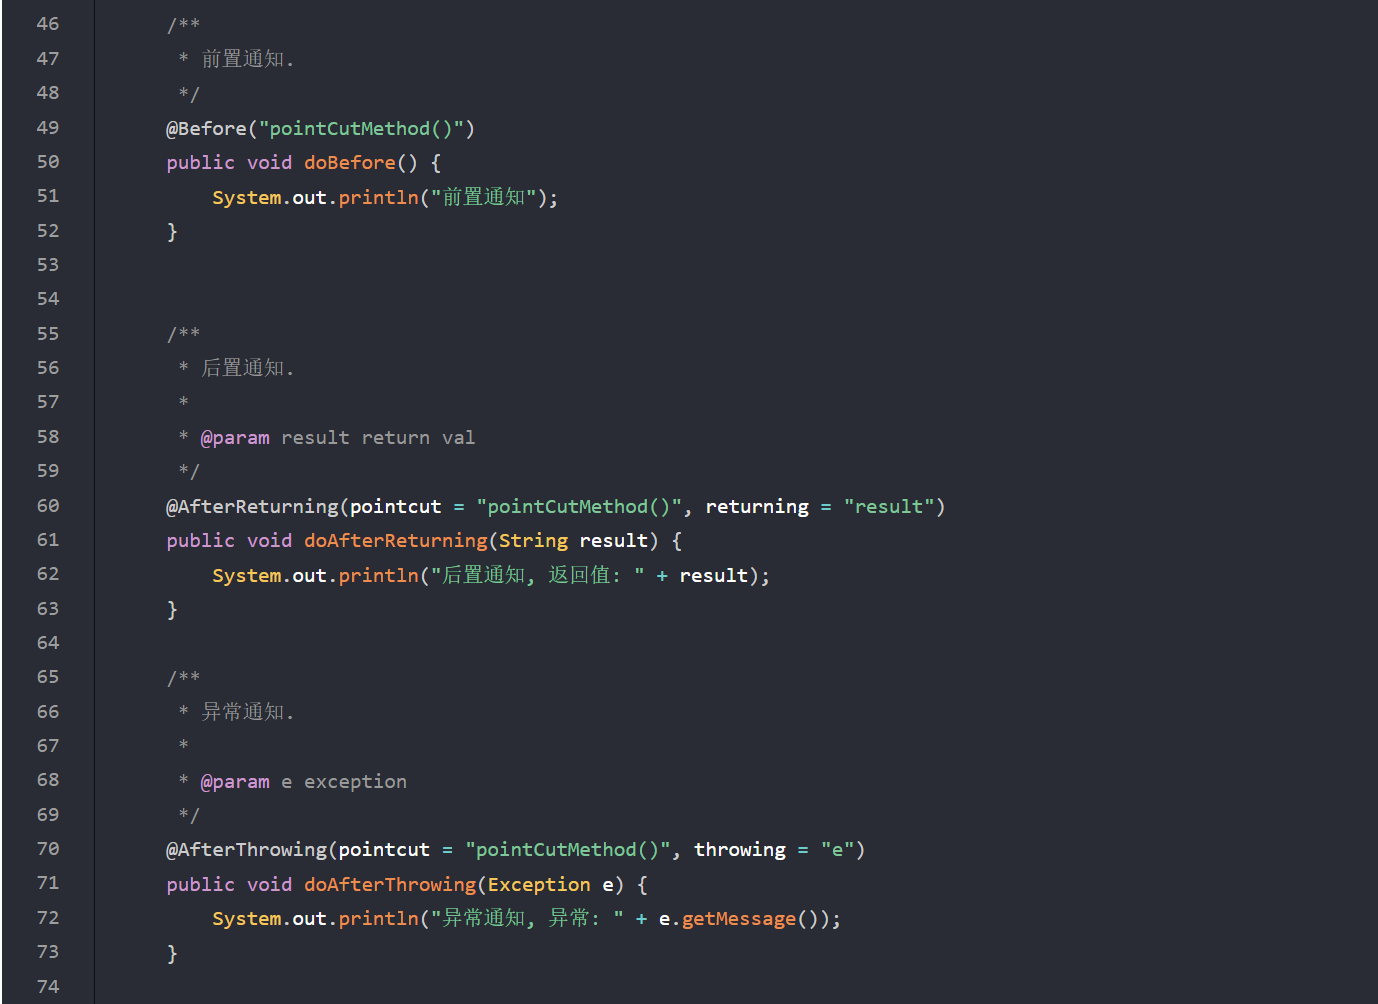 46 /**
47 * 前置通知.
48 */
49 @Before("pointCutMethod()")
50 public void doBefore() {
51 System.out.println("前置通知");
52 }
53
54
55 /**
56 * 后置通知.
57 *
58 * @param result return val
59 */
60 @AfterReturning(pointcut = "pointCutMethod()", returning = "result")
61 public void doAfterReturning(String result) {
62 System.out.println("后置通知, 返回值: " + result);
63 }
64
65 /**
66 * 异常通知.
67 *
68 * @param e exception
69 */
70 @AfterThrowing(pointcut = "pointCutMethod()", throwing = "e")
71 public void doAfterThrowing(Exception e) {
72 System.out.println("异常通知, 异常: " + e.getMessage());
73 }
74